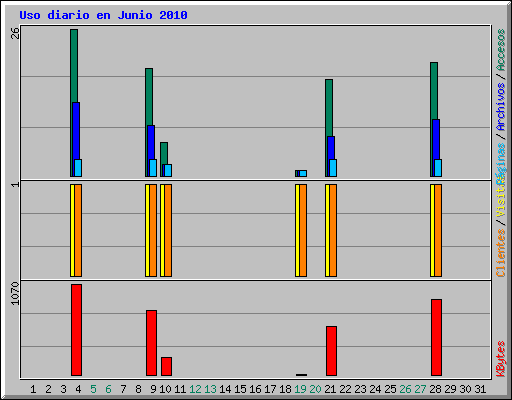 Uso diario en Junio 2010
26
1
1070
Accesos / Archivos / Páginas
Visitas / Clientes
KBytes
1 2 3 4 5 6 7 8 9 10 11 12 13 14 15 16 17 18 19 20 21 22 23 24 25 26 27 28 29 30 31